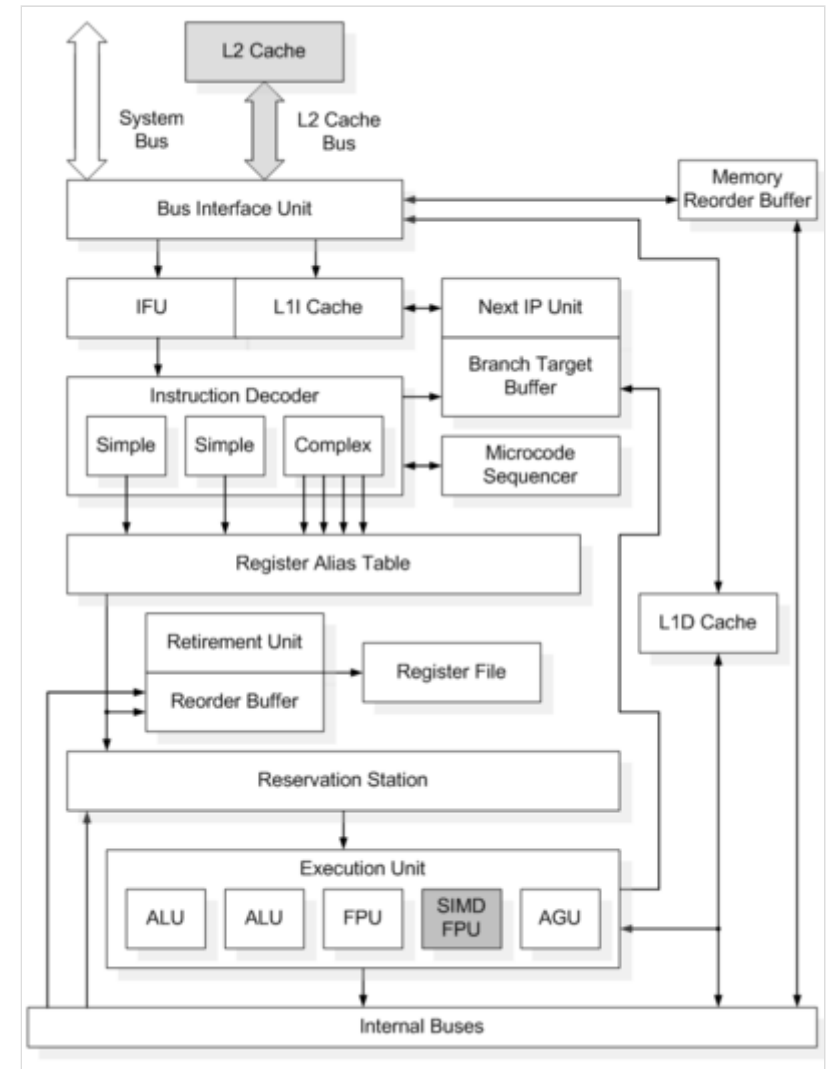 L2 Cache
System
Bus
L2 Cache
Bus
Memory
Reorder Buffer
Bus Interface Unit
IFU
L1I Cache
Next IP Unit
Branch Target
Buffer
Instruction Decoder
Simple
Simple
Complex
Microcode
Sequencer
Register Alias Table
L1D Cache
Retirement Unit
Reorder Buffer
Register File
Reservation Station
Execution Unit
ALU
ALU
FPU
SIMD
FPU
AGU
Internal Buses